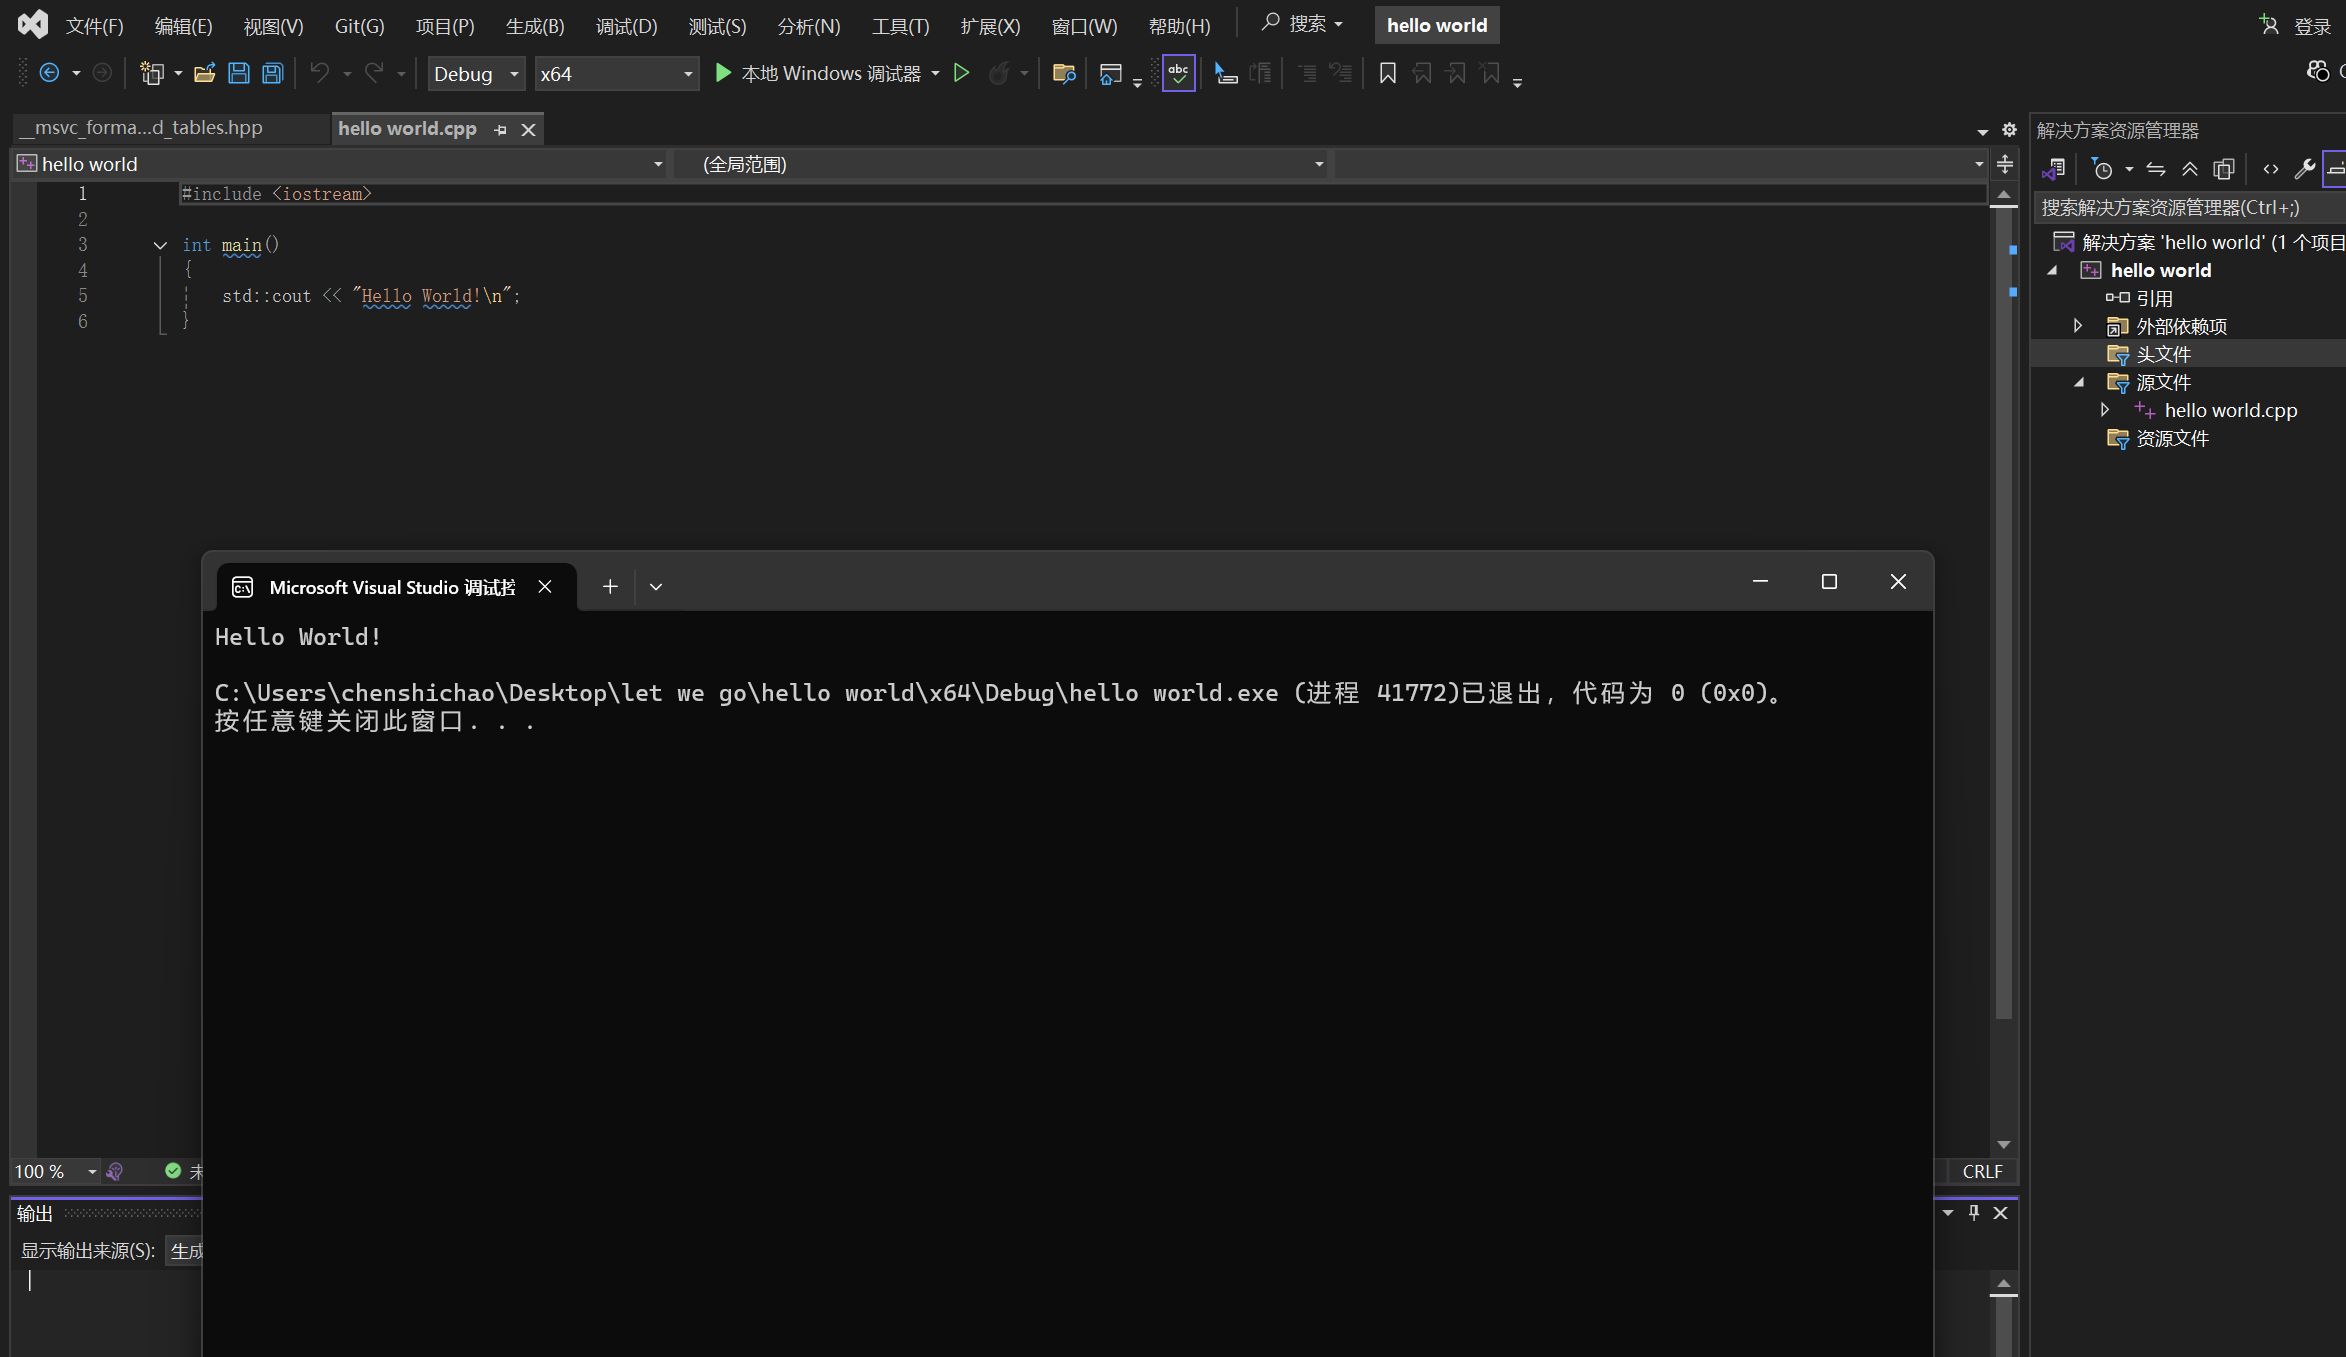 文件(F) 编辑(E) 视图(V) Git(G) 项目(P) 生成(B) 调试(D) 测试(S) 分析(N) 工具(T) 扩展(X) 窗口(W) 帮助(H) 搜索 hello world 登录
Debug x64 本地 Windows 调试器 abc
__msvc_forma...d_tables.hpp hello world.cpp
hello world (全局范围)
1 #include <iostream>
2
3 int main()
4 {
5 std::cout << "Hello World!\n";
6 }
解决方案资源管理器
搜索解决方案资源管理器(Ctrl+;)
解决方案 'hello world' (1 个项目
hello world
引用
外部依赖项
头文件
源文件
hello world.cpp
资源文件
Microsoft Visual Studio 调试控
Hello World!
C:\Users\chenshichao\Desktop\let we go\hello world\x64\Debug\hello world.exe (进程 41772)已退出，代码为 0 (0x0)。
按任意键关闭此窗口. . .
100 % 未 CRLF
输出
显示输出来源(S): 生成